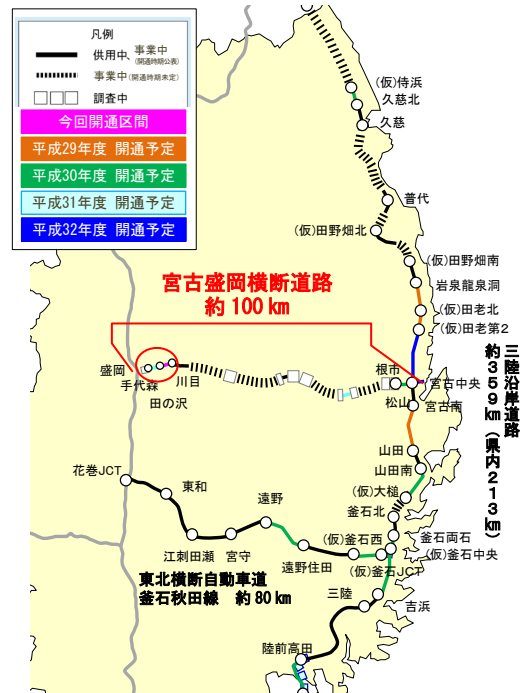 凡例
供用中、事業中
(開通時期公表)
事業中(開通時期未定)
調査中
今回開通区間
平成29年度 開通予定
平成30年度 開通予定
平成31年度 開通予定
平成32年度 開通予定
(仮)侍浜
久慈北
久慈
普代
(仮)田野畑北
(仮)田野畑南
岩泉龍泉洞
(仮)田老北
(仮)田老第2
宮古盛岡横断道路
約100km
三陸沿岸道路
約359km(県内213km)
盛岡
手代森
田の沢
川目
根市
宮古中央
松山
宮古南
山田
山田南
(仮)大槌
釜石北
釜石両石
(仮)釜石中央
(仮)釜石西
(仮)釜石JCT
花巻JCT
東和
江刺田瀬
宮守
遠野
遠野住田
東北横断自動車道
釜石秋田線 約80km
三陸
吉浜
陸前高田